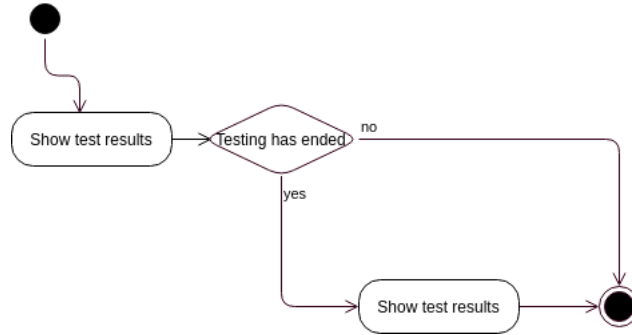 Show test results
Testing has ended
no
yes
Show test results